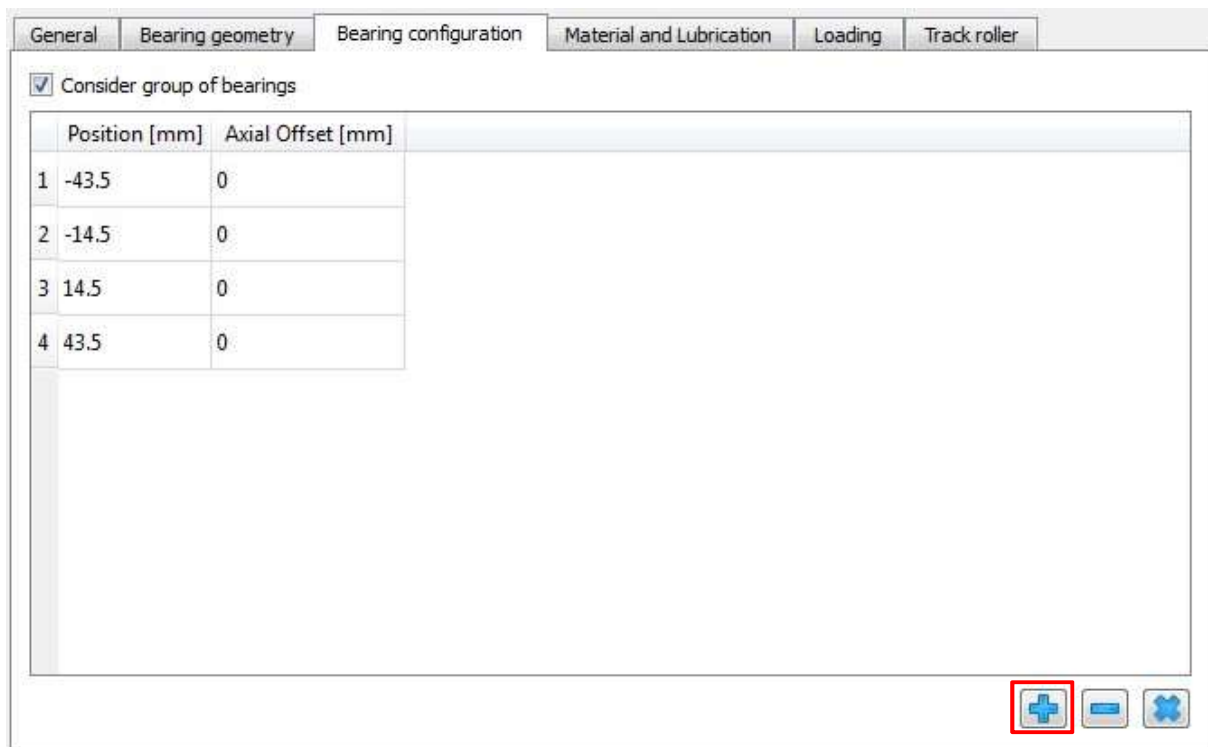 General Bearing geometry Bearing configuration Material and Lubrication Loading Track roller
Consider group of bearings
Position [mm] Axial Offset [mm]
1 -43.5 0
2 -14.5 0
3 14.5 0
4 43.5 0